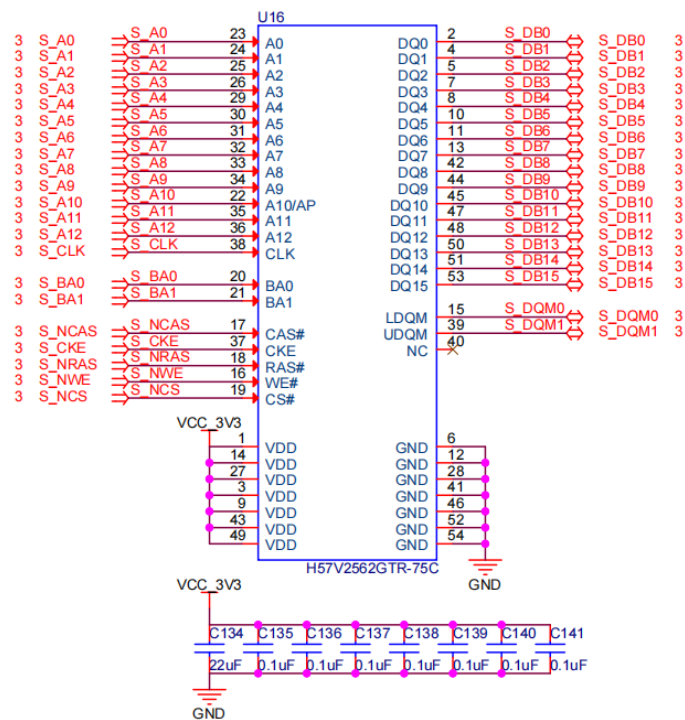 U16
3 S_A0 S_A0 23 A0 DQ0 2 S_DB0 S_DB0 3
3 S_A1 S_A1 24 A1 DQ1 4 S_DB1 S_DB1 3
3 S_A2 S_A2 25 A2 DQ2 5 S_DB2 S_DB2 3
3 S_A3 S_A3 26 A3 DQ3 7 S_DB3 S_DB3 3
3 S_A4 S_A4 29 A4 DQ4 8 S_DB4 S_DB4 3
3 S_A5 S_A5 30 A5 DQ5 10 S_DB5 S_DB5 3
3 S_A6 S_A6 31 A6 DQ6 11 S_DB6 S_DB6 3
3 S_A7 S_A7 32 A7 DQ7 13 S_DB7 S_DB7 3
3 S_A8 S_A8 33 A8 DQ8 42 S_DB8 S_DB8 3
3 S_A9 S_A9 34 A9 DQ9 44 S_DB9 S_DB9 3
3 S_A10 S_A10 22 A10/AP DQ10 45 S_DB10 S_DB10 3
3 S_A11 S_A11 35 A11 DQ11 47 S_DB11 S_DB11 3
3 S_A12 S_A12 36 A12 DQ12 48 S_DB12 S_DB12 3
3 S_CLK S_CLK 38 CLK DQ13 50 S_DB13 S_DB13 3
DQ14 51 S_DB14 S_DB14 3
3 S_BA0 S_BA0 20 BA0 DQ15 53 S_DB15 S_DB15 3
3 S_BA1 S_BA1 21 BA1
LDQM 15 S_DQM0 S_DQM0 3
3 S_NCAS S_NCAS 17 CAS# UDQM 39 S_DQM1 S_DQM1 3
3 S_CKE S_CKE 37 CKE NC 40
3 S_NRAS S_NRAS 18 RAS#
3 S_NWE S_NWE 16 WE#
3 S_NCS S_NCS 19 CS#
VCC_3V3
1 VDD GND 6
14 VDD GND 12
27 VDD GND 28
3 VDD GND 41
9 VDD GND 46
43 VDD GND 52
49 VDD GND 54
H57V2562GTR-75C
GND
VCC_3V3
C134 C135 C136 C137 C138 C139 C140 C141
22uF 0.1uF 0.1uF 0.1uF 0.1uF 0.1uF 0.1uF 0.1uF
GND